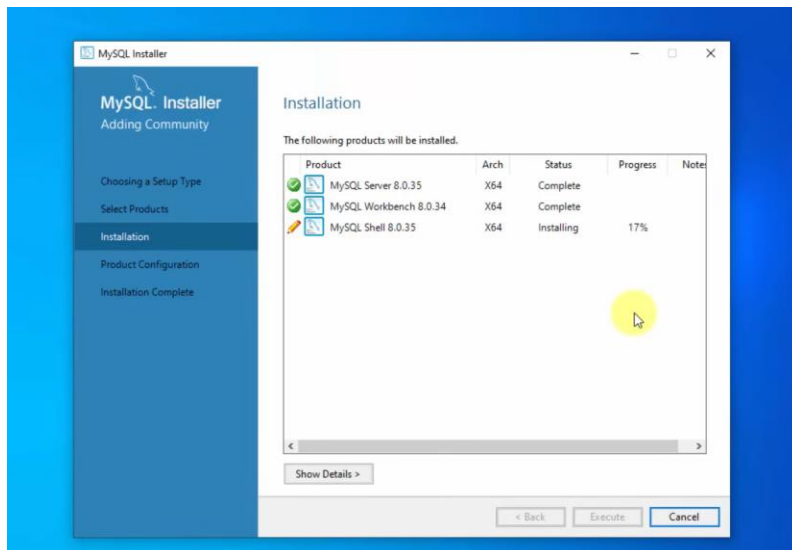 MySQL Installer
MySQL. Installer
Adding Community
Choosing a Setup Type
Select Products
Installation
Product Configuration
Installation Complete
Installation
The following products will be installed.
Product Arch Status Progress Notes
MySQL Server 8.0.35 X64 Complete
MySQL Workbench 8.0.34 X64 Complete
MySQL Shell 8.0.35 X64 Installing 17%
Show Details >
< Back Execute Cancel